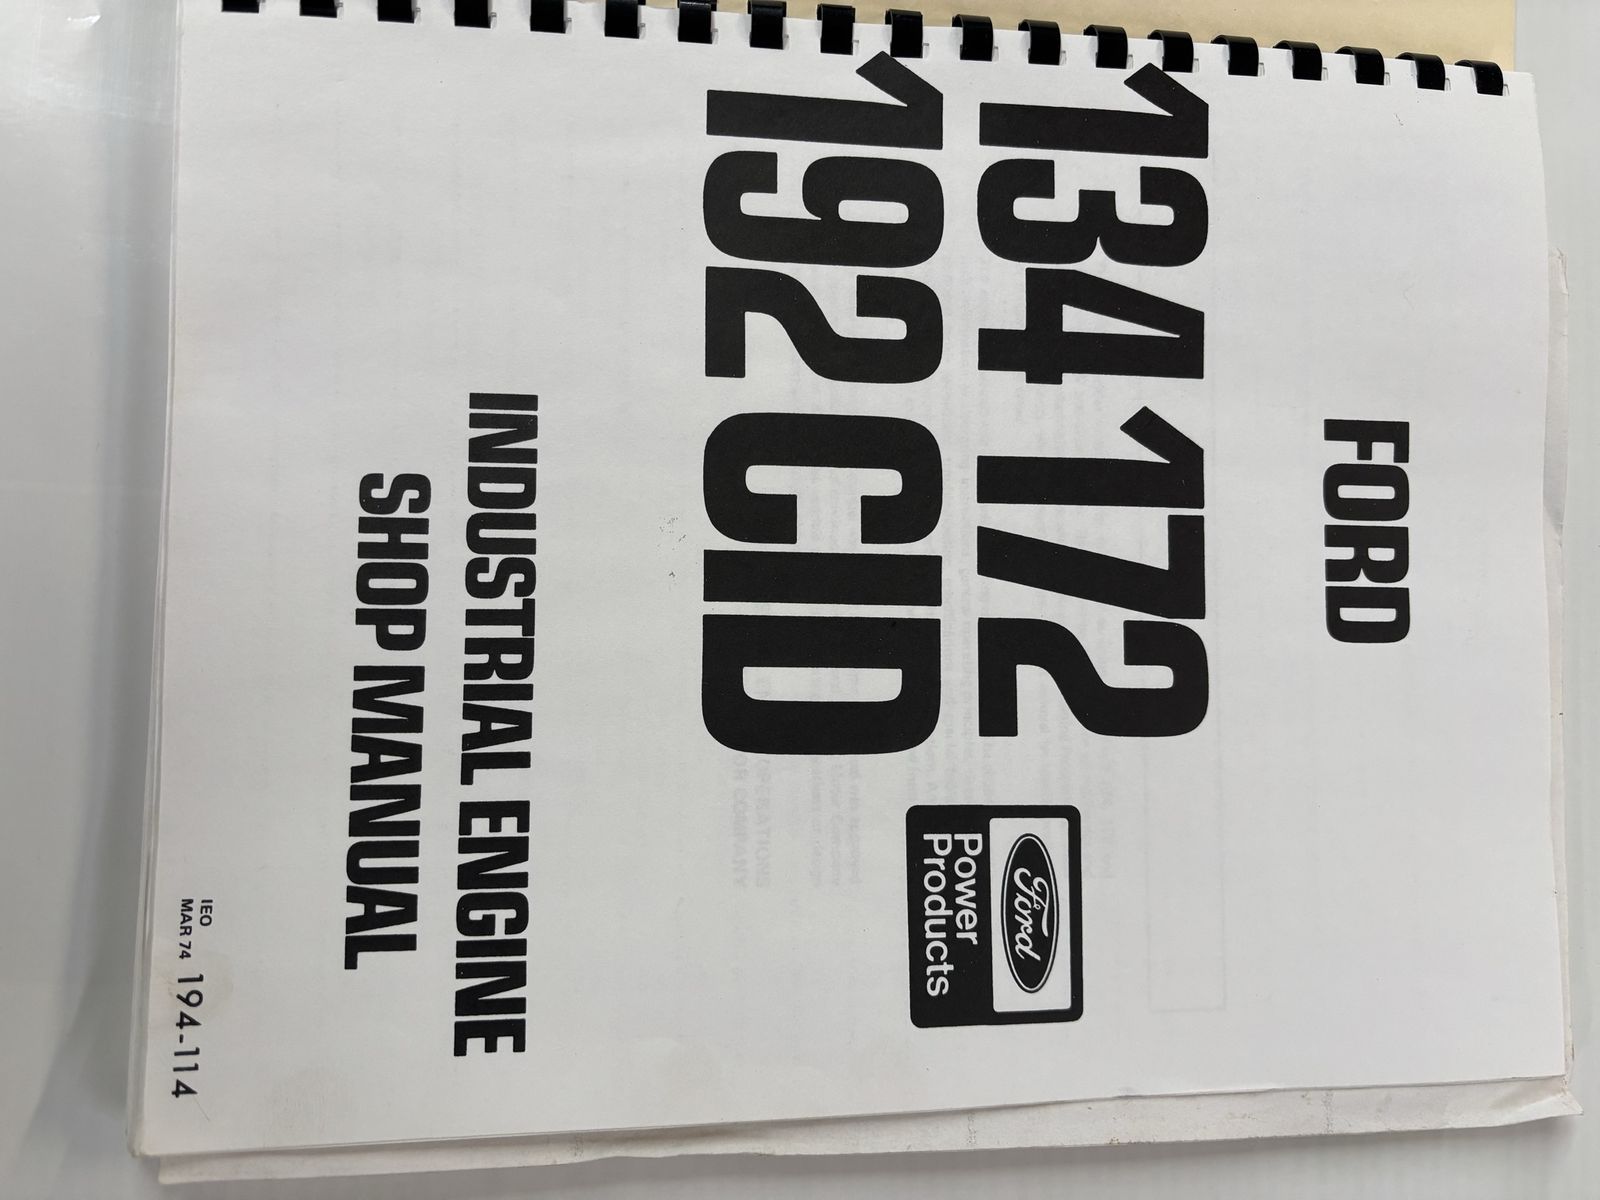 FORD
134 172
192 CID
Ford
Power
Products
INDUSTRIAL ENGINE
SHOP MANUAL
IEO
MAR 74 194-114